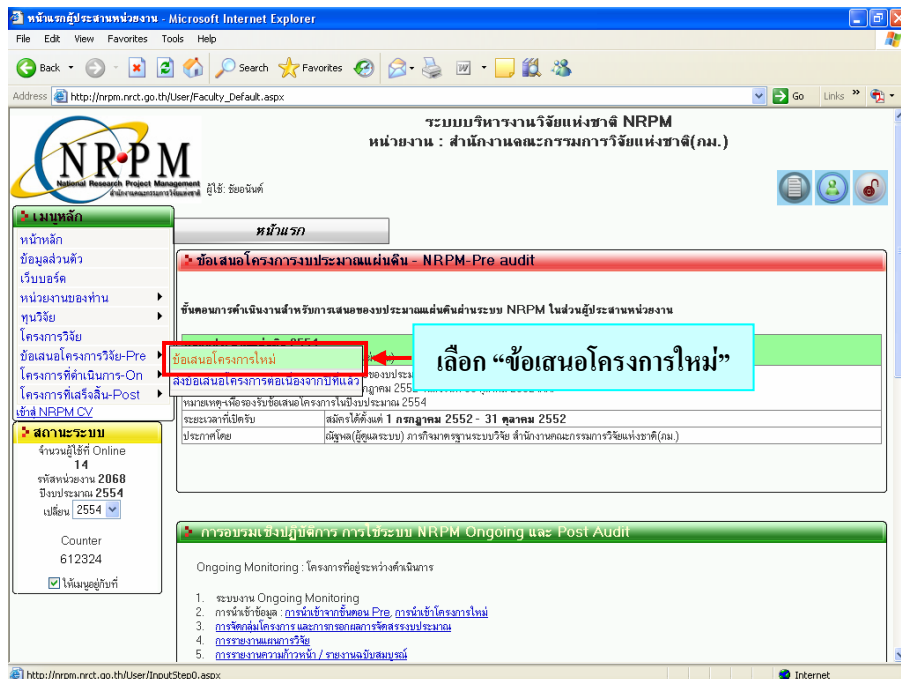 หน้าแรกผู้ประสานหน่วยงาน - Microsoft Internet Explorer
File Edit View Favorites Tools Help
Back Search Favorites
Address http://nrpm.nrct.go.th/User/Faculty_Default.aspx Go Links
NRPM
National Research Project Management
ระบบบริหารงานวิจัยแห่งชาติ NRPM
หน่วยงาน : สำนักงานคณะกรรมการวิจัยแห่งชาติ(ภม.)
ผู้ใช้: ชัยอนันต์
เมนูหลัก
หน้าหลัก
ข้อมูลส่วนตัว
เว็บบอร์ด
หน่วยงานของท่าน
ทุนวิจัย
โครงการวิจัย
ข้อเสนอโครงการวิจัย-Pre
โครงการที่ดำเนินการ-On
โครงการที่เสร็จสิ้น-Post
เข้าสู่ NRPM CV
สถานะระบบ
จำนวนผู้ใช้ที่ Online
14
รหัสหน่วยงาน 2068
ปีงบประมาณ 2554
เปลี่ยน 2554
Counter
612324
ให้เมนูอยู่กับที่
หน้าแรก
ข้อเสนอโครงการงบประมาณแผ่นดิน - NRPM-Pre audit
ขั้นตอนการดำเนินงานสำหรับการเสนอของบประมาณแผ่นดินผ่านระบบ NRPM ในส่วนผู้ประสานหน่วยงาน
ข้อเสนอโครงการใหม่
ส่งข้อเสนอโครงการต่อเนื่องจากปีที่แล้ว
เลือก “ข้อเสนอโครงการใหม่”
หมายเหตุ-เพื่อรองรับข้อเสนอโครงการในปีงบประมาณ 2554
ระยะเวลาที่เปิดรับ สมัครได้ตั้งแต่ 1 กรกฎาคม 2552 - 31 ตุลาคม 2552
ประกาศโดย ณัฐพล(ผู้ดูแลระบบ) ภารกิจมาตรฐานระบบวิจัย สำนักงานคณะกรรมการวิจัยแห่งชาติ(ภม.)
การอบรมเชิงปฏิบัติการ การใช้ระบบ NRPM Ongoing และ Post Audit
Ongoing Monitoring : โครงการที่อยู่ระหว่างดำเนินการ
1. ระบบงาน Ongoing Monitoring
2. การนำเข้าข้อมูล : การนำเข้าจากขั้นตอน Pre, การนำเข้าโครงการใหม่
3. การจัดกลุ่มโครงการ และการกรอกผลการจัดสรรงบประมาณ
4. การรายงานแผนการวิจัย
5. การรายงานความก้าวหน้า / รายงานฉบับสมบูรณ์
http://nrpm.nrct.go.th/User/InputStep0.aspx Internet